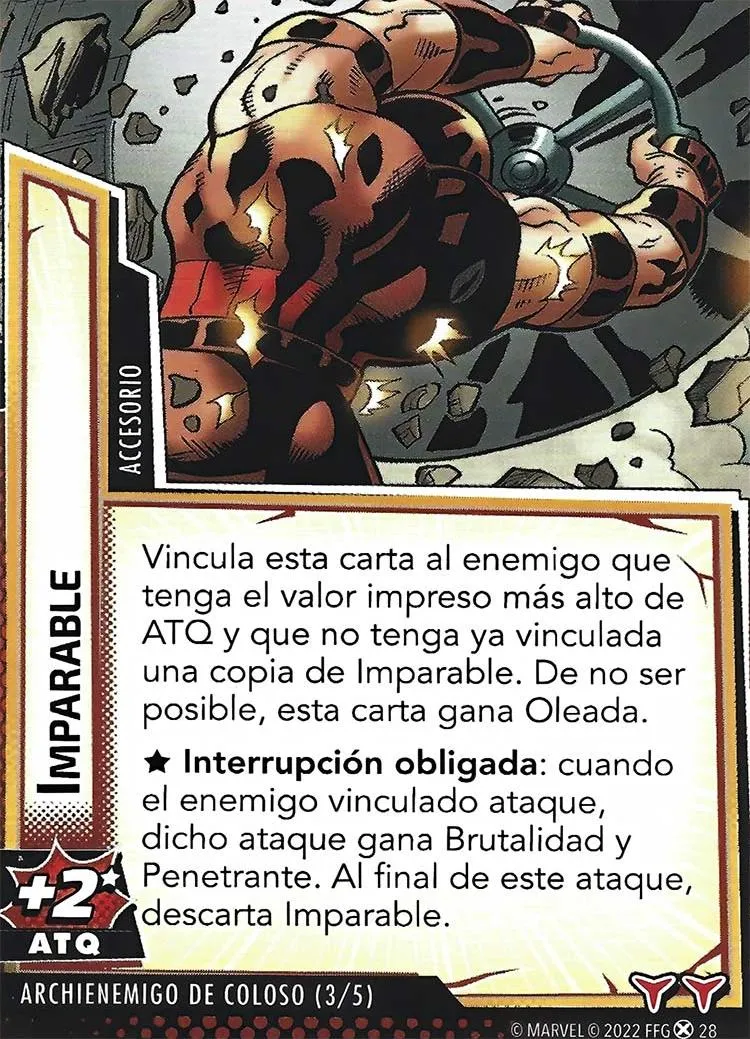 ACCESORIO
IMPARABLE
Vincula esta carta al enemigo que
tenga el valor impreso más alto de
ATQ y que no tenga ya vinculada
una copia de Imparable. De no ser
posible, esta carta gana Oleada.
★ Interrupción obligada: cuando
el enemigo vinculado ataque,
dicho ataque gana Brutalidad y
Penetrante. Al final de este ataque,
descarta Imparable.
+2★
ATQ
ARCHIENEMIGO DE COLOSO (3/5)
© MARVEL © 2022 FFG 28